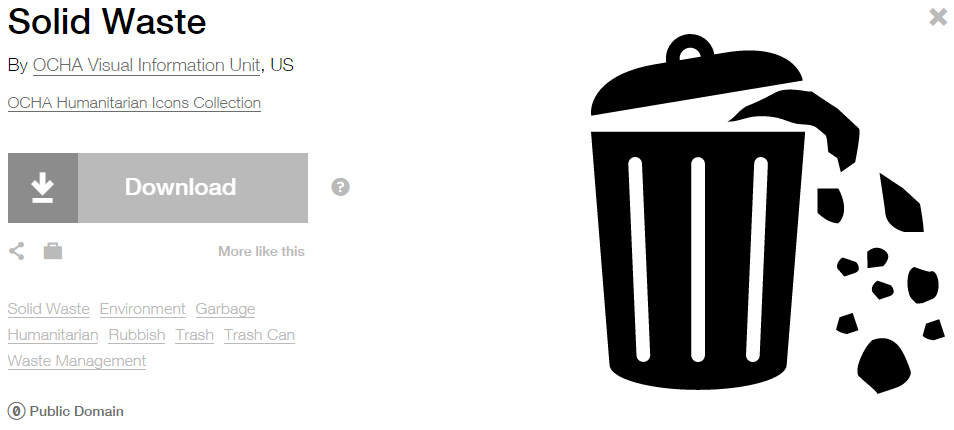 Solid Waste
By OCHA Visual Information Unit, US
OCHA Humanitarian Icons Collection
Download ?
More like this
Solid Waste Environment Garbage
Humanitarian Rubbish Trash Trash Can
Waste Management
0 Public Domain